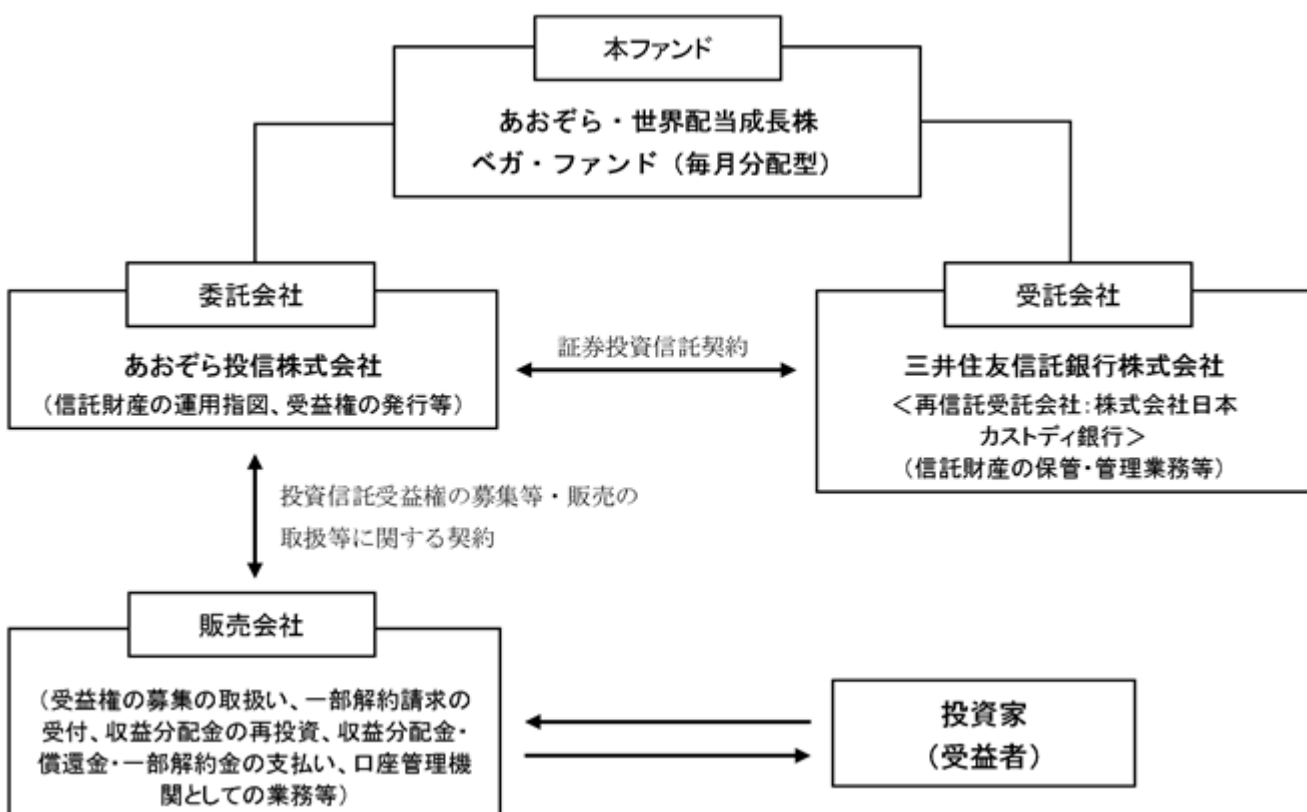 本ファンド
あおぞら・世界配当成長株
ベガ・ファンド（毎月分配型）
委託会社
あおぞら投信株式会社
（信託財産の運用指図、受益権の発行等）
証券投資信託契約
受託会社
三井住友信託銀行株式会社
＜再信託受託会社：株式会社日本
カストディ銀行＞
（信託財産の保管・管理業務等）
投資信託受益権の募集等・販売の
取扱等に関する契約
販売会社
（受益権の募集の取扱い、一部解約請求の
受付、収益分配金の再投資、収益分配金・
償還金・一部解約金の支払い、口座管理機
関としての業務等）
投資家
（受益者）